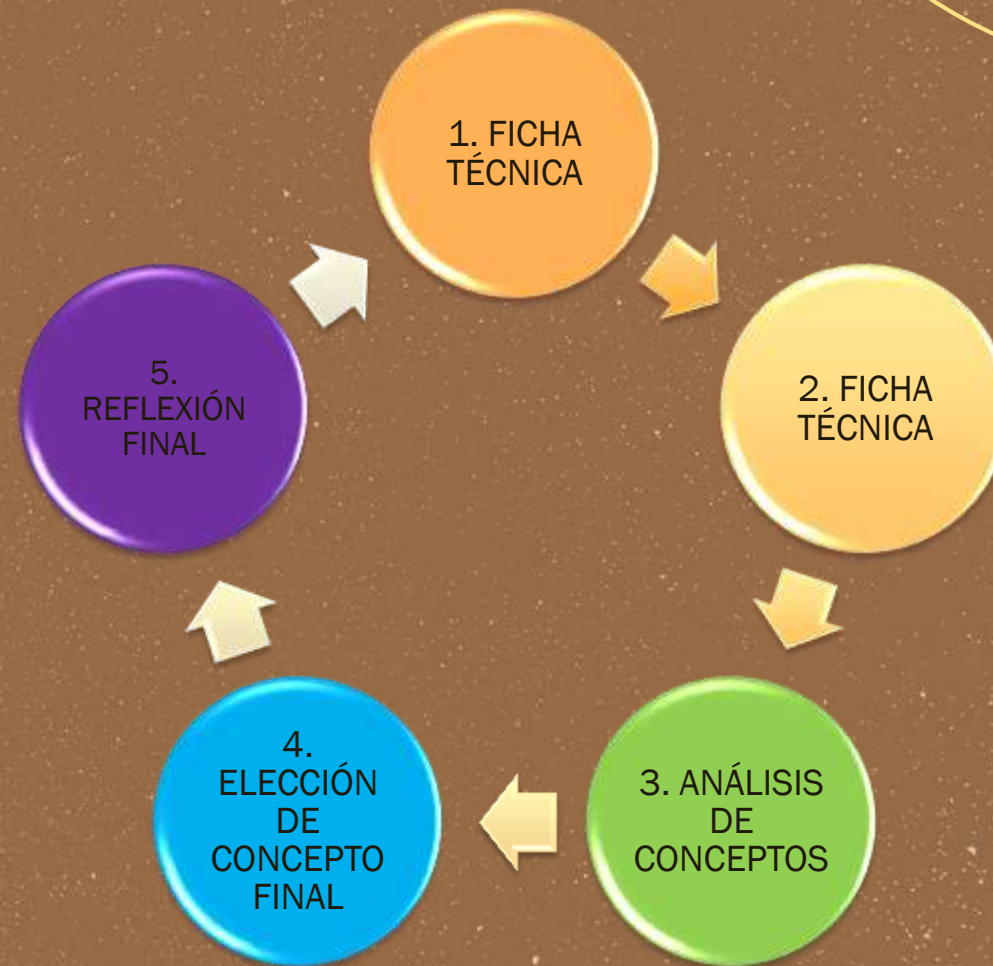 1. FICHA
TÉCNICA
2. FICHA
TÉCNICA
3. ANÁLISIS
DE
CONCEPTOS
4.
ELECCIÓN
DE
CONCEPTO
FINAL
5.
REFLEXIÓN
FINAL